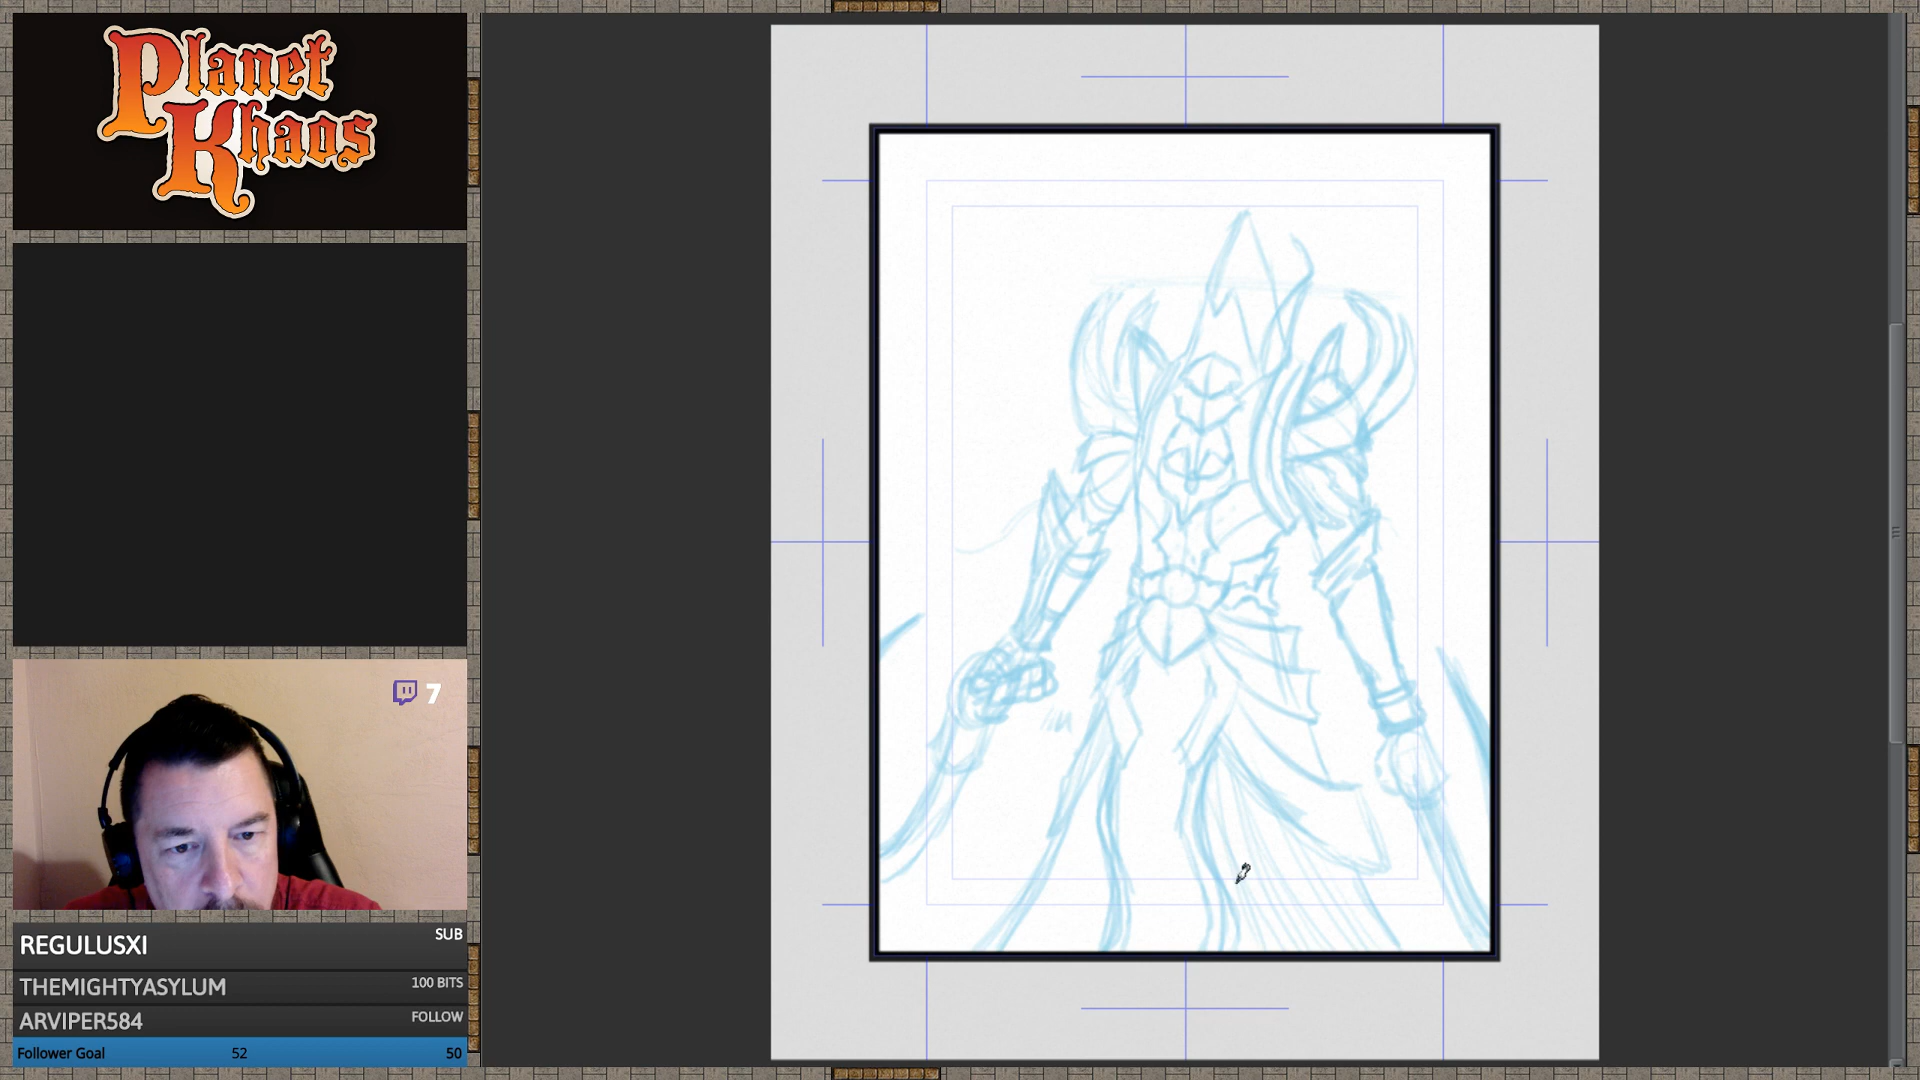 Planet
Khaos
7
REGULUSXI SUB
THEMIGHTYASYLUM 100 BITS
ARVIPER584 FOLLOW
Follower Goal 52 50